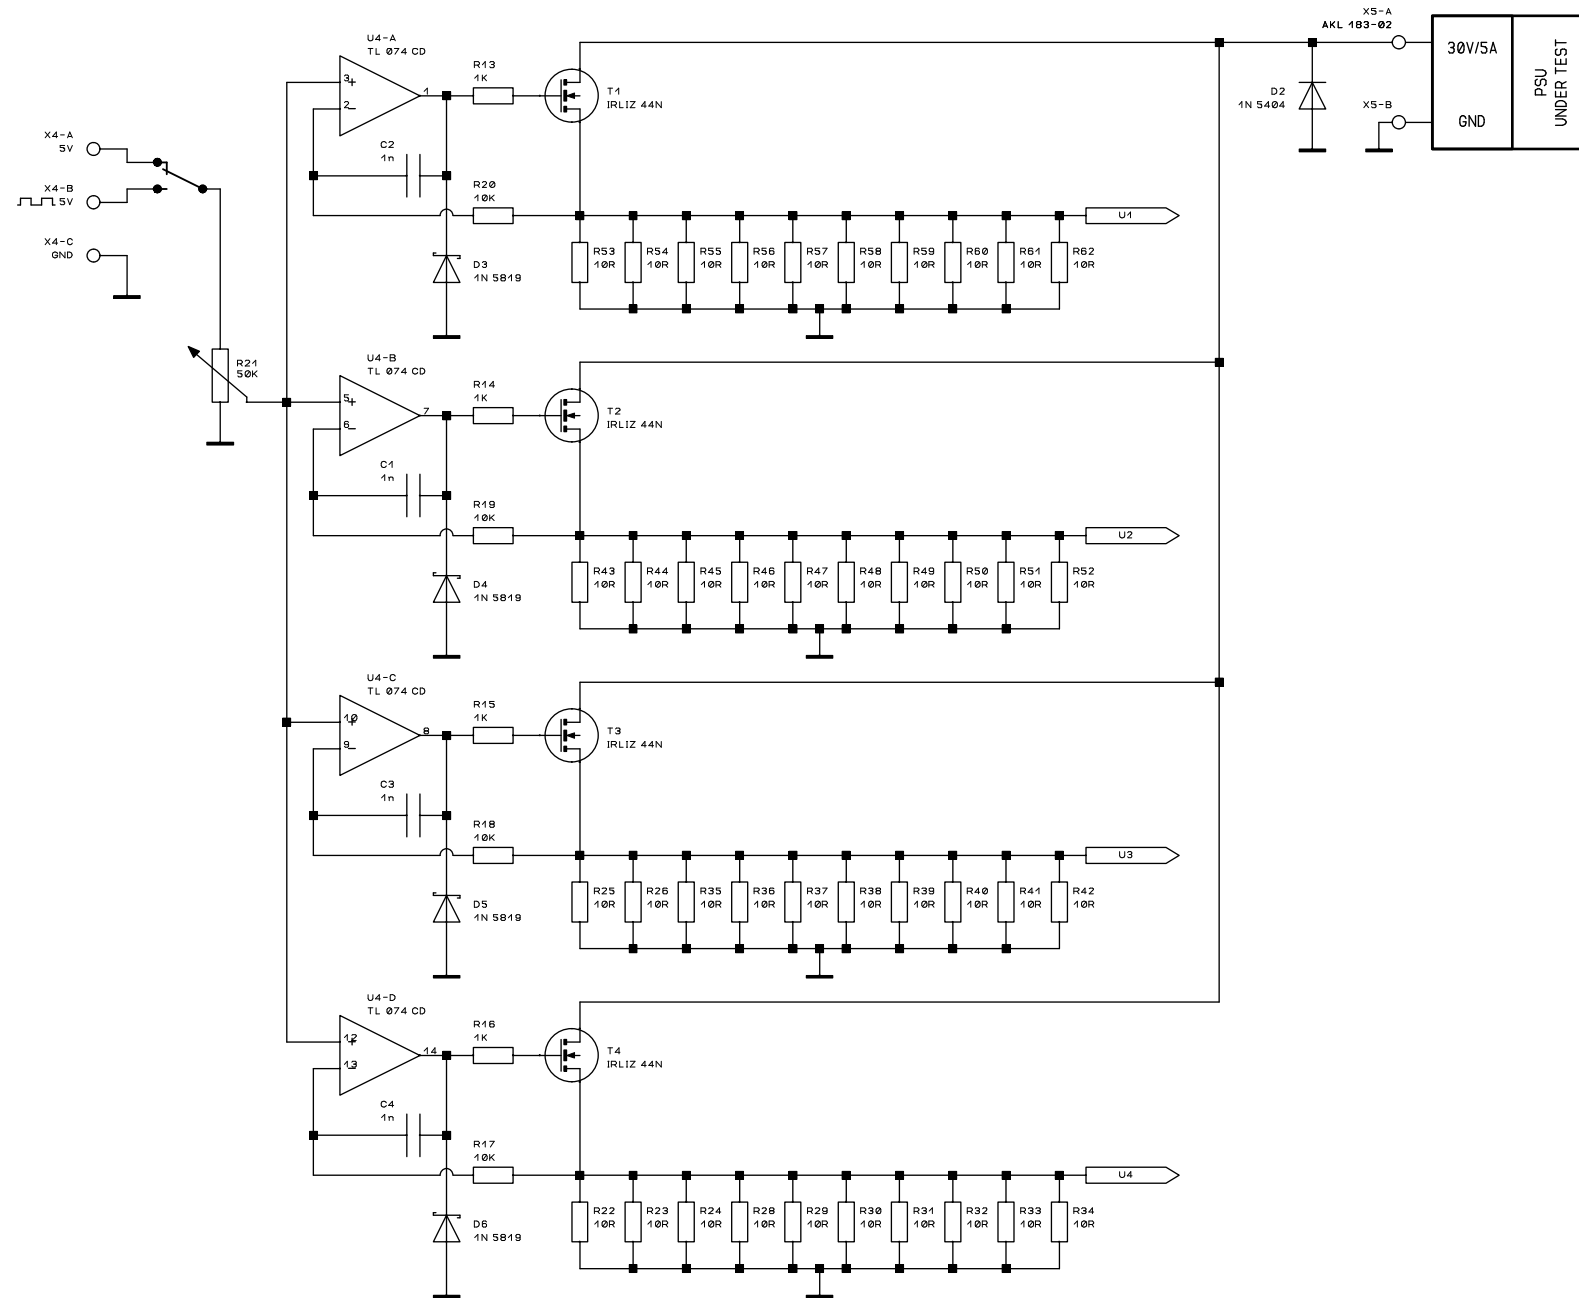 X5-A
AKL 183-02
30V/5A
PSU
UNDER TEST
D2
1N 5404
X5-B
GND
X4-A
5V
X4-B
5V
X4-C
GND
R21
50K
U4-A
TL 074 CD
3
+
2
−
1
R13
1K
T1
IRLIZ 44N
C2
1n
R20
10K
U1
D3
1N 5819
R53
10R
R54
10R
R55
10R
R56
10R
R57
10R
R58
10R
R59
10R
R60
10R
R61
10R
R62
10R
U4-B
TL 074 CD
5
+
6
−
7
R14
1K
T2
IRLIZ 44N
C1
1n
R19
10K
U2
D4
1N 5819
R43
10R
R44
10R
R45
10R
R46
10R
R47
10R
R48
10R
R49
10R
R50
10R
R51
10R
R52
10R
U4-C
TL 074 CD
10
+
9
−
8
R15
1K
T3
IRLIZ 44N
C3
1n
R18
10K
U3
D5
1N 5819
R25
10R
R26
10R
R35
10R
R36
10R
R37
10R
R38
10R
R39
10R
R40
10R
R41
10R
R42
10R
U4-D
TL 074 CD
12
+
13
−
14
R16
1K
T4
IRLIZ 44N
C4
1n
R17
10K
U4
D6
1N 5819
R22
10R
R23
10R
R24
10R
R28
10R
R29
10R
R30
10R
R31
10R
R32
10R
R33
10R
R34
10R